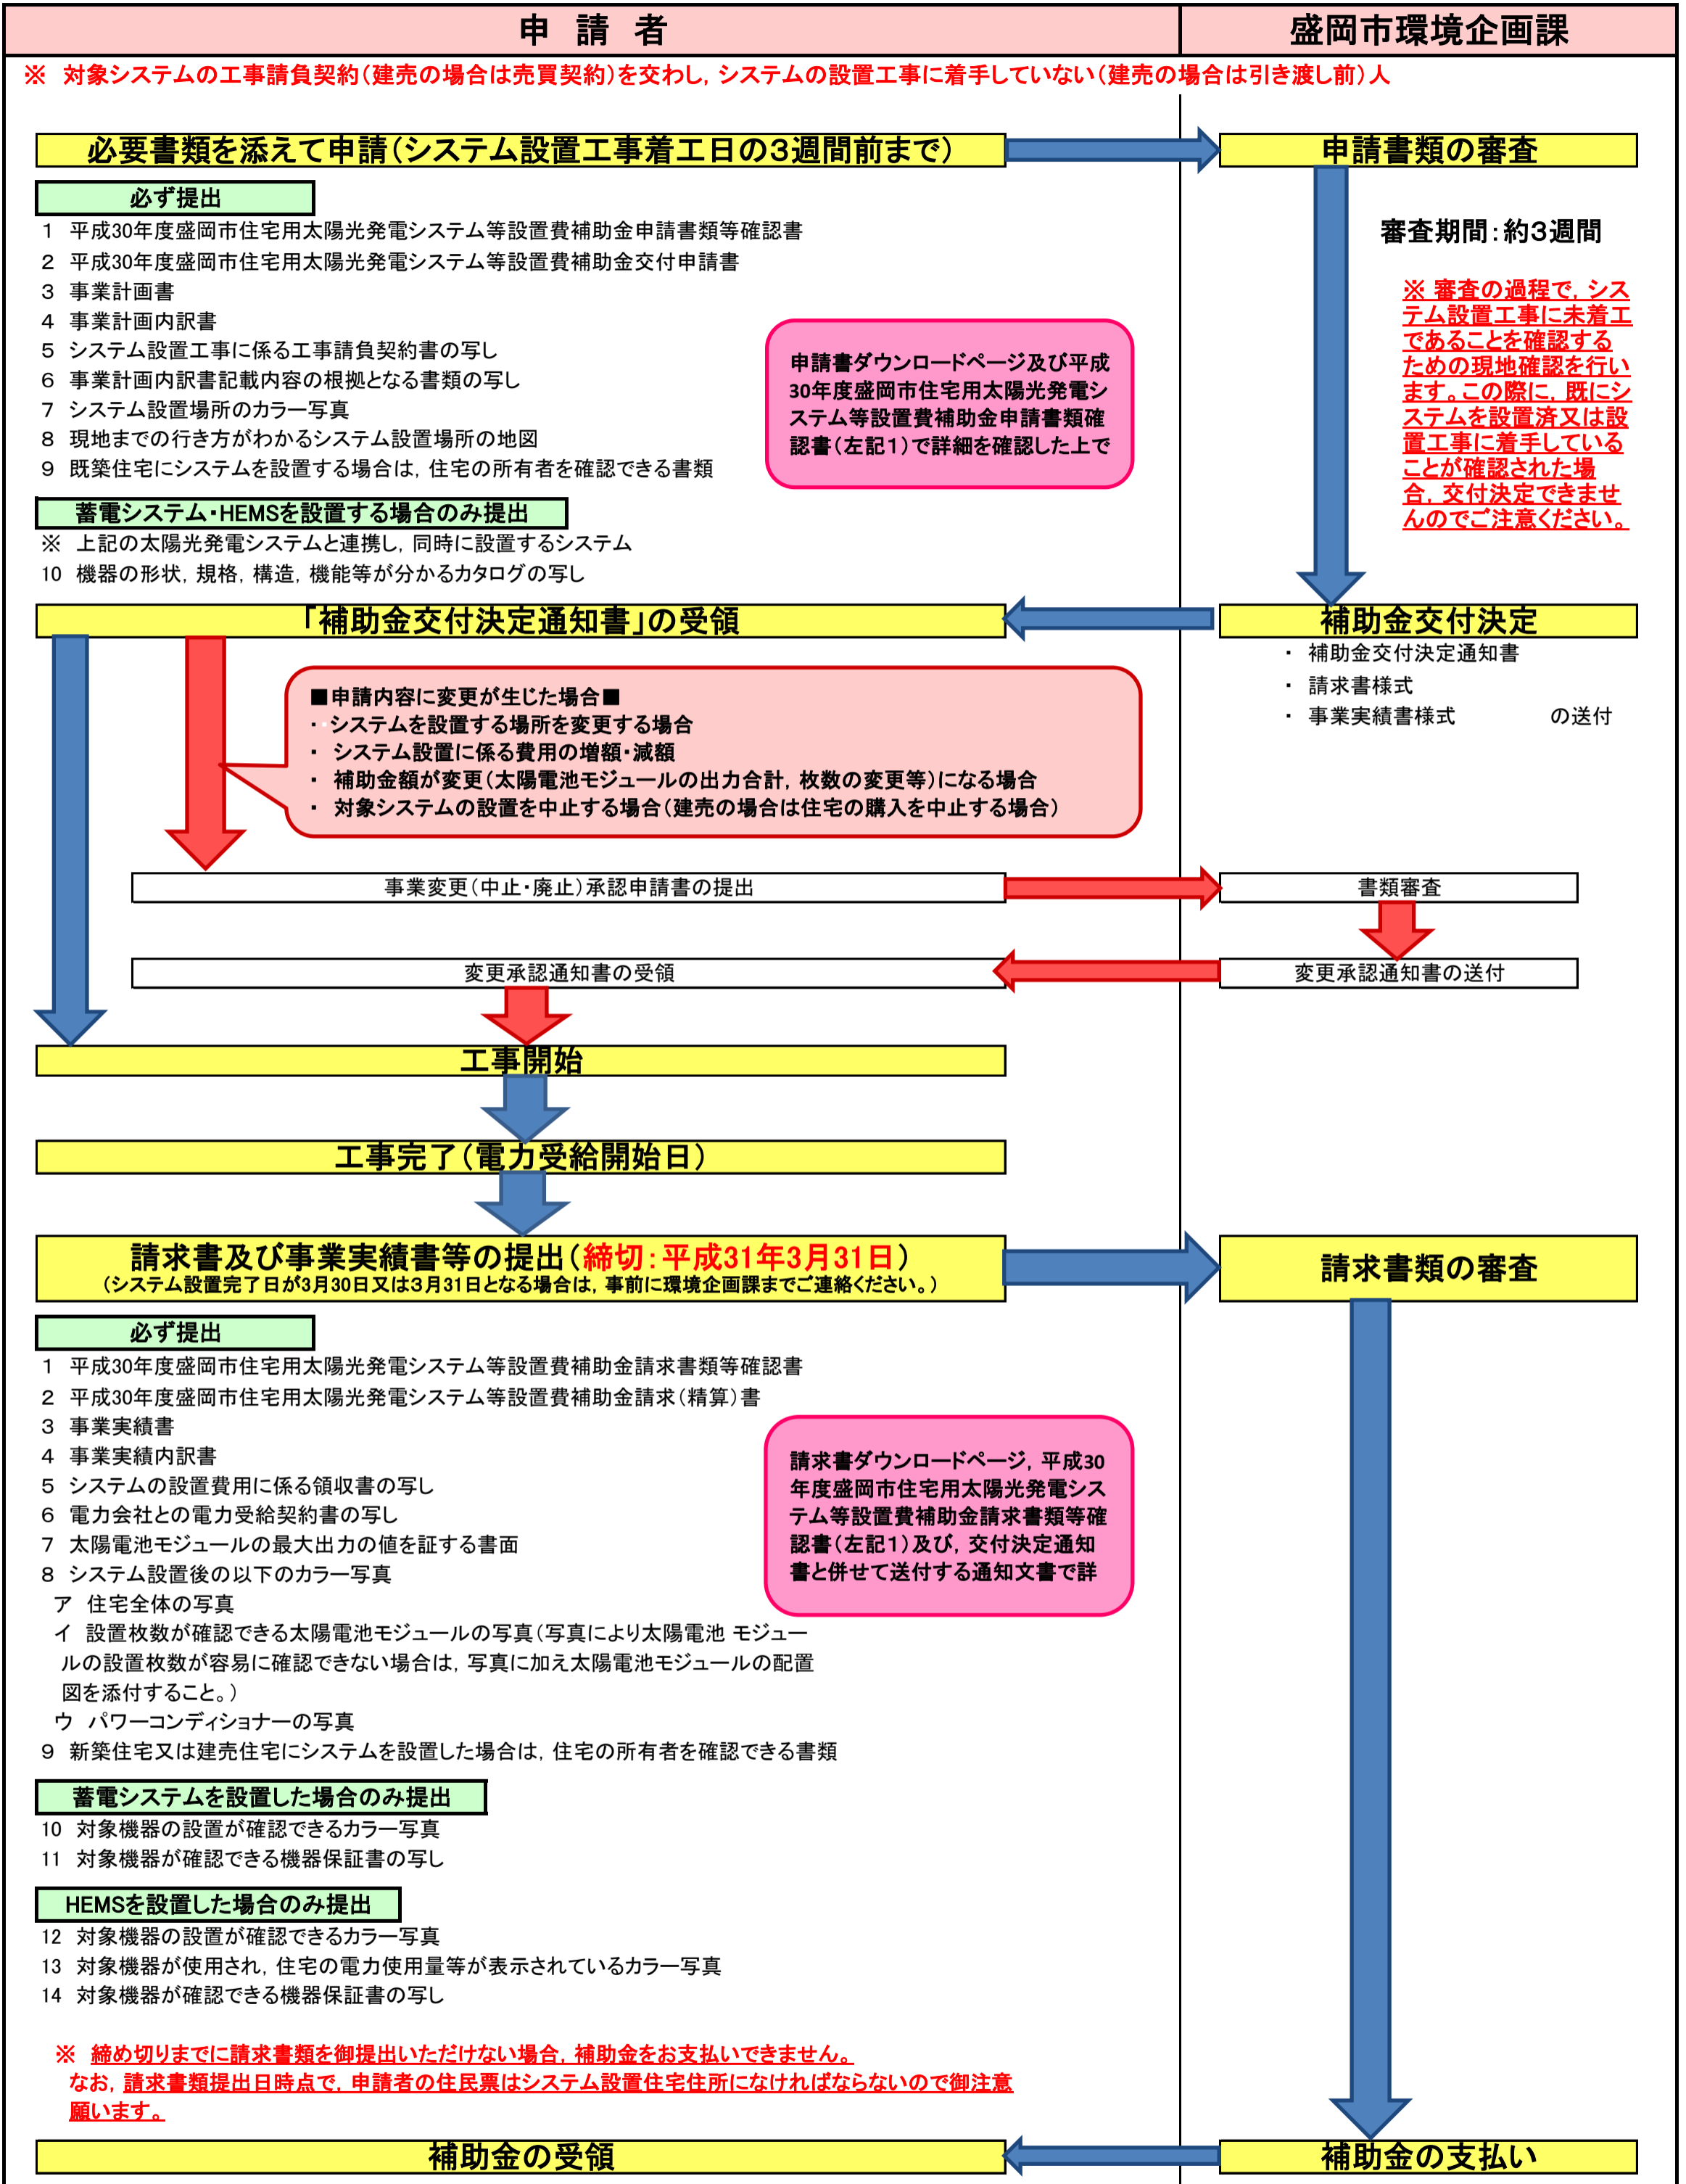 申 請 者
盛岡市環境企画課
※ 対象システムの工事請負契約(建売の場合は売買契約)を交わし,システムの設置工事に着手していない(建売の場合は引き渡し前)人
必要書類を添えて申請(システム設置工事着工日の3週間前まで)
申請書類の審査
必ず提出
1 平成30年度盛岡市住宅用太陽光発電システム等設置費補助金申請書類等確認書
2 平成30年度盛岡市住宅用太陽光発電システム等設置費補助金交付申請書
3 事業計画書
4 事業計画内訳書
5 システム設置工事に係る工事請負契約書の写し
6 事業計画内訳書記載内容の根拠となる書類の写し
7 システム設置場所のカラー写真
8 現地までの行き方がわかるシステム設置場所の地図
9 既築住宅にシステムを設置する場合は,住宅の所有者を確認できる書類
申請書ダウンロードページ及び平成
30年度盛岡市住宅用太陽光発電シ
ステム等設置費補助金申請書類確
認書(左記1)で詳細を確認した上で
審査期間:約3週間
※ 審査の過程で,シス
テム設置工事に未着工
であることを確認する
ための現地確認を行い
ます。この際に,既にシ
ステムを設置済又は設
置工事に着手している
ことが確認された場
合,交付決定できませ
んのでご注意ください。
蓄電システム・HEMSを設置する場合のみ提出
※ 上記の太陽光発電システムと連携し,同時に設置するシステム
10 機器の形状,規格,構造,機能等が分かるカタログの写し
「補助金交付決定通知書」の受領
補助金交付決定
・ 補助金交付決定通知書
・ 請求書様式
・ 事業実績書様式 の送付
■申請内容に変更が生じた場合■
・ システムを設置する場所を変更する場合
・ システム設置に係る費用の増額・減額
・ 補助金額が変更(太陽電池モジュールの出力合計,枚数の変更等)になる場合
・ 対象システムの設置を中止する場合(建売の場合は住宅の購入を中止する場合)
事業変更(中止・廃止)承認申請書の提出
書類審査
変更承認通知書の受領
変更承認通知書の送付
工事開始
工事完了(電力受給開始日)
請求書及び事業実績書等の提出(締切:平成31年3月31日)
(システム設置完了日が3月30日又は3月31日となる場合は,事前に環境企画課までご連絡ください。)
請求書類の審査
必ず提出
1 平成30年度盛岡市住宅用太陽光発電システム等設置費補助金請求書類等確認書
2 平成30年度盛岡市住宅用太陽光発電システム等設置費補助金請求(精算)書
3 事業実績書
4 事業実績内訳書
5 システムの設置費用に係る領収書の写し
6 電力会社との電力受給契約書の写し
7 太陽電池モジュールの最大出力の値を証する書面
8 システム設置後の以下のカラー写真
ア 住宅全体の写真
イ 設置枚数が確認できる太陽電池モジュールの写真(写真により太陽電池 モジュー
ルの設置枚数が容易に確認できない場合は,写真に加え太陽電池モジュールの配置
図を添付すること。)
ウ パワーコンディショナーの写真
9 新築住宅又は建売住宅にシステムを設置した場合は,住宅の所有者を確認できる書類
請求書ダウンロードページ,平成30
年度盛岡市住宅用太陽光発電シス
テム等設置費補助金請求書類等確
認書(左記1)及び,交付決定通知
書と併せて送付する通知文書で詳
蓄電システムを設置した場合のみ提出
10 対象機器の設置が確認できるカラー写真
11 対象機器が確認できる機器保証書の写し
HEMSを設置した場合のみ提出
12 対象機器の設置が確認できるカラー写真
13 対象機器が使用され,住宅の電力使用量等が表示されているカラー写真
14 対象機器が確認できる機器保証書の写し
※ 締め切りまでに請求書類を御提出いただけない場合,補助金をお支払いできません。
なお,請求書類提出日時点で,申請者の住民票はシステム設置住宅住所になければならないので御注意
願います。
補助金の受領
補助金の支払い